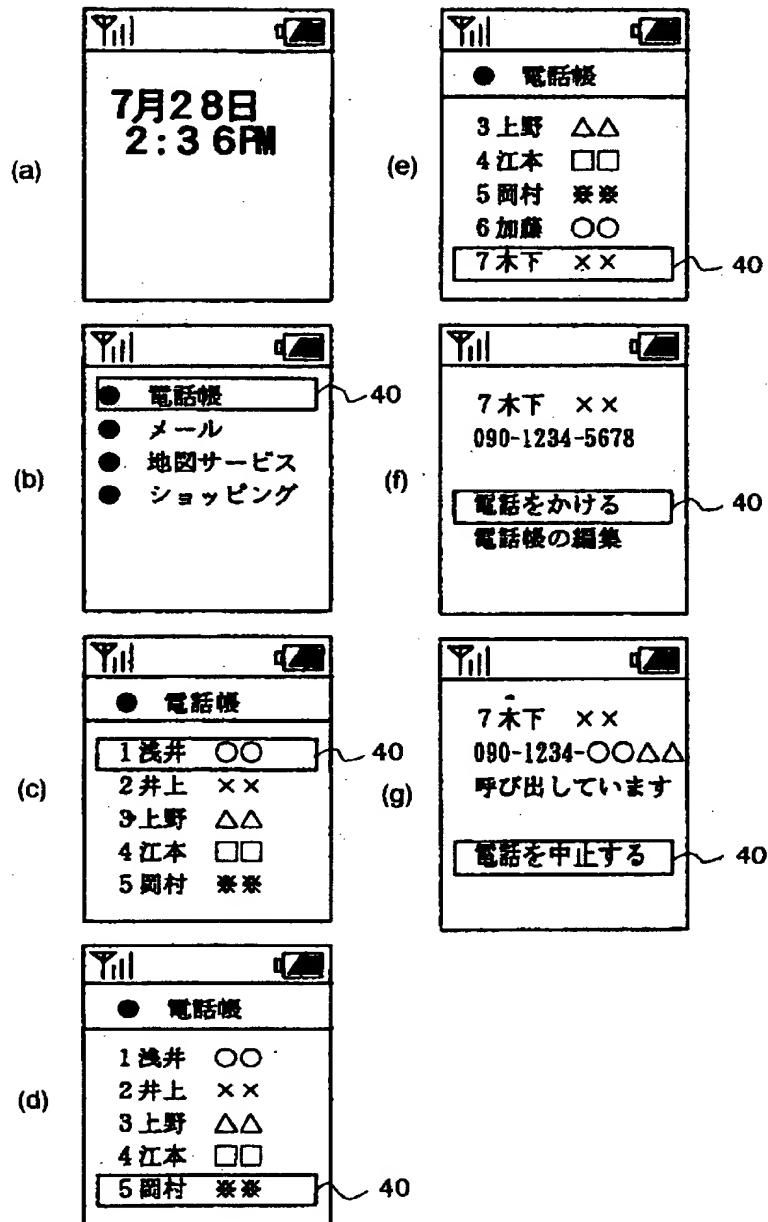 (a)
7月28日
2:36PM
(b)
● 電話帳 40
● メール
● 地図サービス
● ショッピング
(c)
● 電話帳
1 浅井 ○○ 40
2 井上 ××
3 上野 △△
4 江本 □□
5 岡村 ※※
(d)
● 電話帳
1 浅井 ○○
2 井上 ××
3 上野 △△
4 江本 □□
5 岡村 ※※ 40
(e)
● 電話帳
3 上野 △△
4 江本 □□
5 岡村 ※※
6 加藤 ○○
7 木下 ×× 40
(f)
7 木下 ××
090-1234-5678
電話をかける 40
電話帳の編集
(g)
7 木下 ××
090-1234-○○△△
呼び出しています
電話を中止する 40